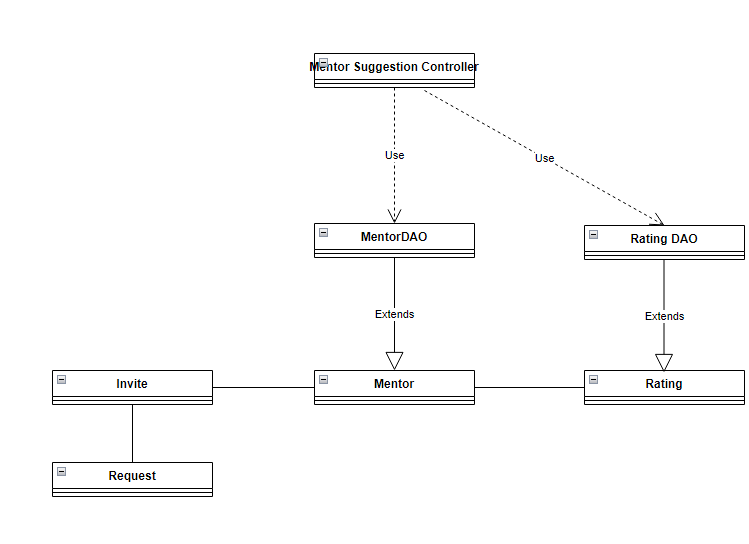 Mentor Suggestion Controller
Use
Use
MentorDAO
Rating DAO
Extends
Extends
Invite
Mentor
Rating
Request